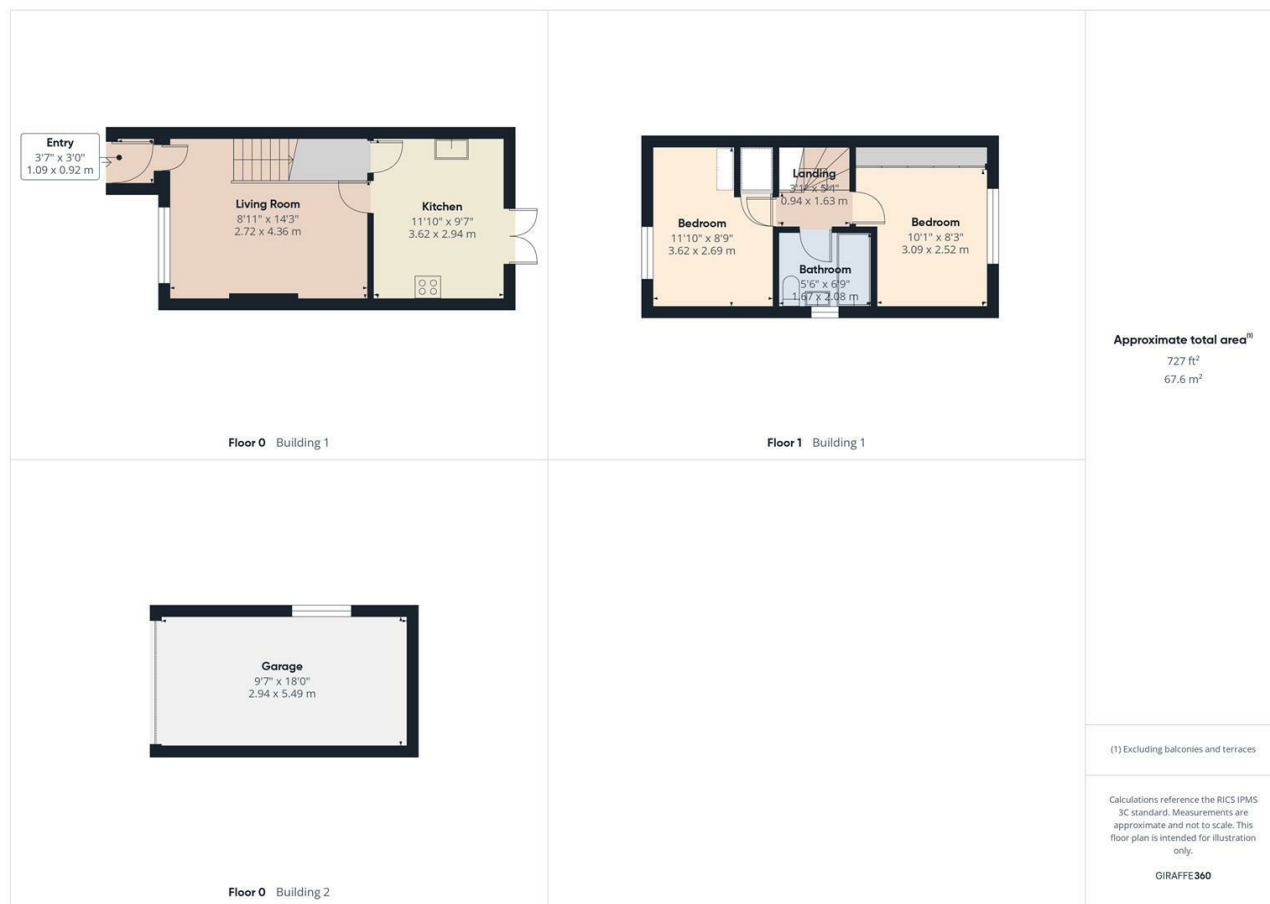 Entry
3'7" x 3'0"
1.09 x 0.92 m
Living Room
8'11" x 14'3"
2.72 x 4.36 m
Kitchen
11'10" x 9'7"
3.62 x 2.94 m
Floor 0 Building 1
Landing
3'1" x 5'4"
0.94 x 1.63 m
Bedroom
11'10" x 8'9"
3.62 x 2.69 m
Bedroom
10'1" x 8'3"
3.09 x 2.52 m
Bathroom
5'6" x 6'9"
1.67 x 2.08 m
Floor 1 Building 1
Garage
9'7" x 18'0"
2.94 x 5.49 m
Floor 0 Building 2
Approximate total area(1)
727 ft²
67.6 m²
(1) Excluding balconies and terraces
Calculations reference the RICS IPMS
3C standard. Measurements are
approximate and not to scale. This
floor plan is intended for illustration
only.
GIRAFFE360